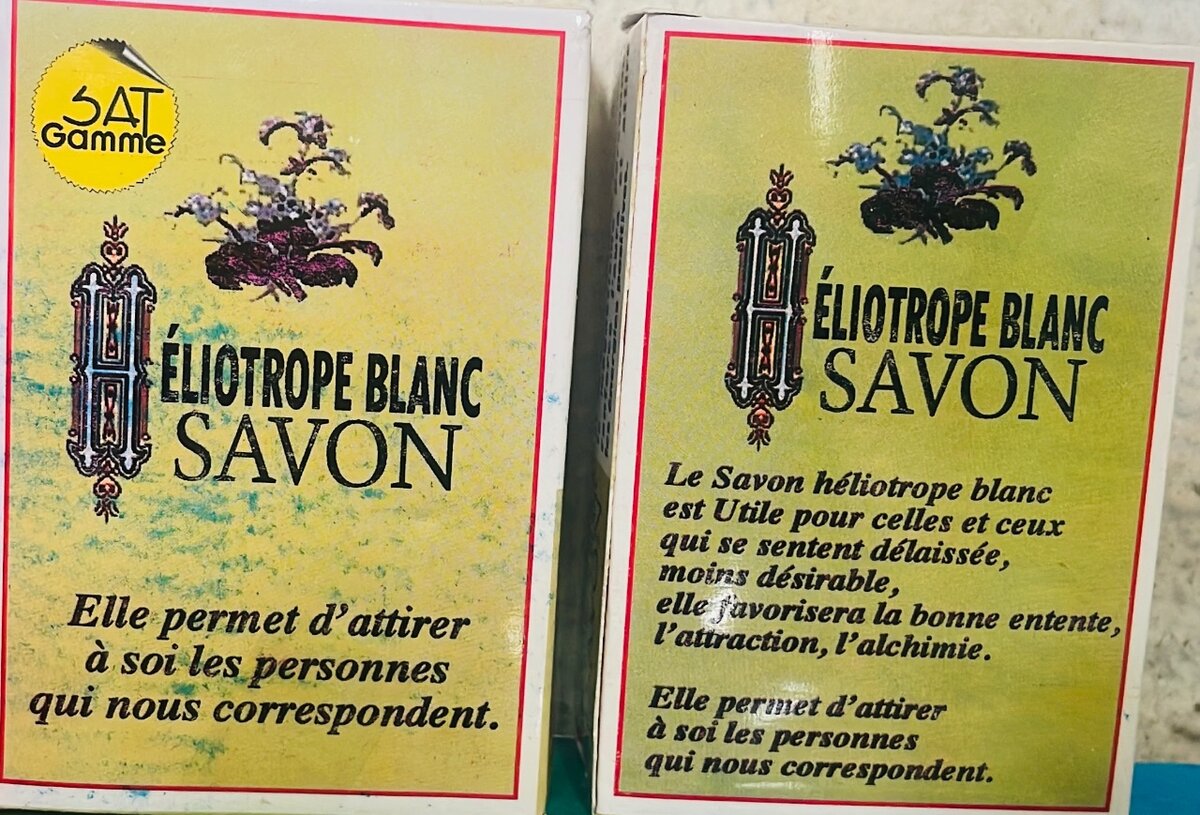 SAT
Gamme
HÉLIOTROPE BLANC
SAVON
Elle permet d'attirer
à soi les personnes
qui nous correspondent.
HÉLIOTROPE BLANC
SAVON
Le Savon héliotrope blanc
est Utile pour celles et ceux
qui se sentent délaissée,
moins désirable,
elle favorisera la bonne entente,
l'attraction, l'alchimie.
Elle permet d'attirer
à soi les personnes
qui nous correspondent.